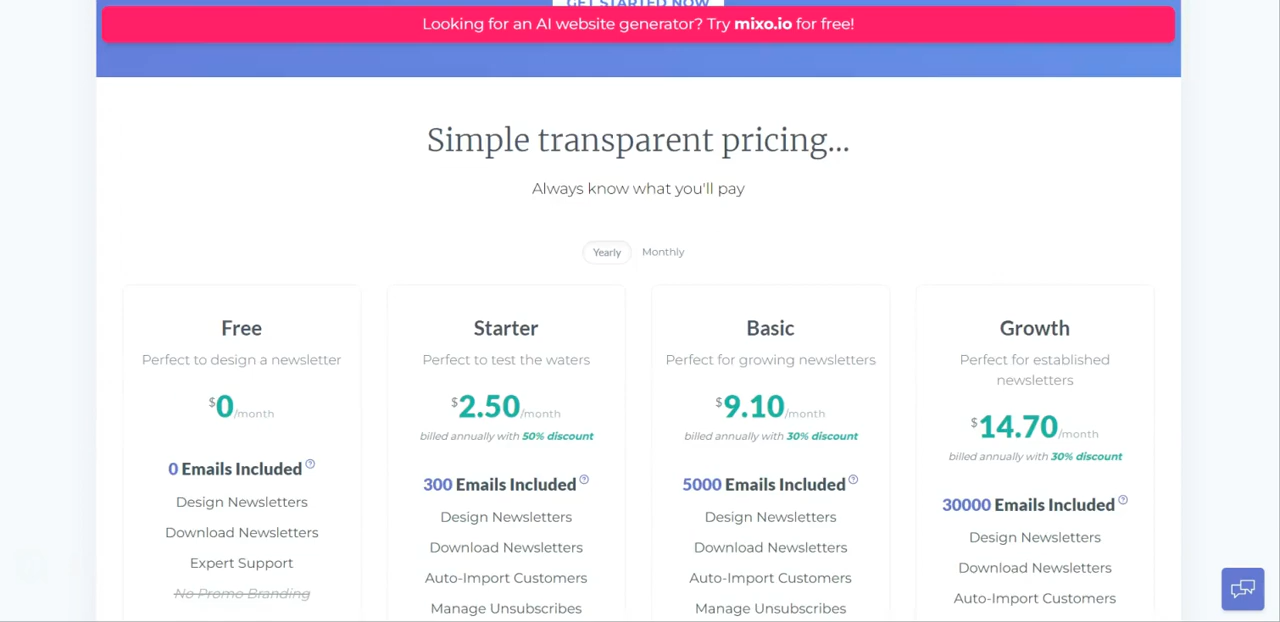 GET STARTED NOW
Looking for an AI website generator? Try mixo.io for free!
Simple transparent pricing...
Always know what you'll pay
Yearly Monthly
Free
Perfect to design a newsletter
$0/month
0 Emails Included ?
Design Newsletters
Download Newsletters
Expert Support
No Promo Branding
Starter
Perfect to test the waters
$2.50/month
billed annually with 50% discount
300 Emails Included ?
Design Newsletters
Download Newsletters
Auto-Import Customers
Manage Unsubscribes
Basic
Perfect for growing newsletters
$9.10/month
billed annually with 30% discount
5000 Emails Included ?
Design Newsletters
Download Newsletters
Auto-Import Customers
Manage Unsubscribes
Growth
Perfect for established
newsletters
$14.70/month
billed annually with 30% discount
30000 Emails Included ?
Design Newsletters
Download Newsletters
Auto-Import Customers